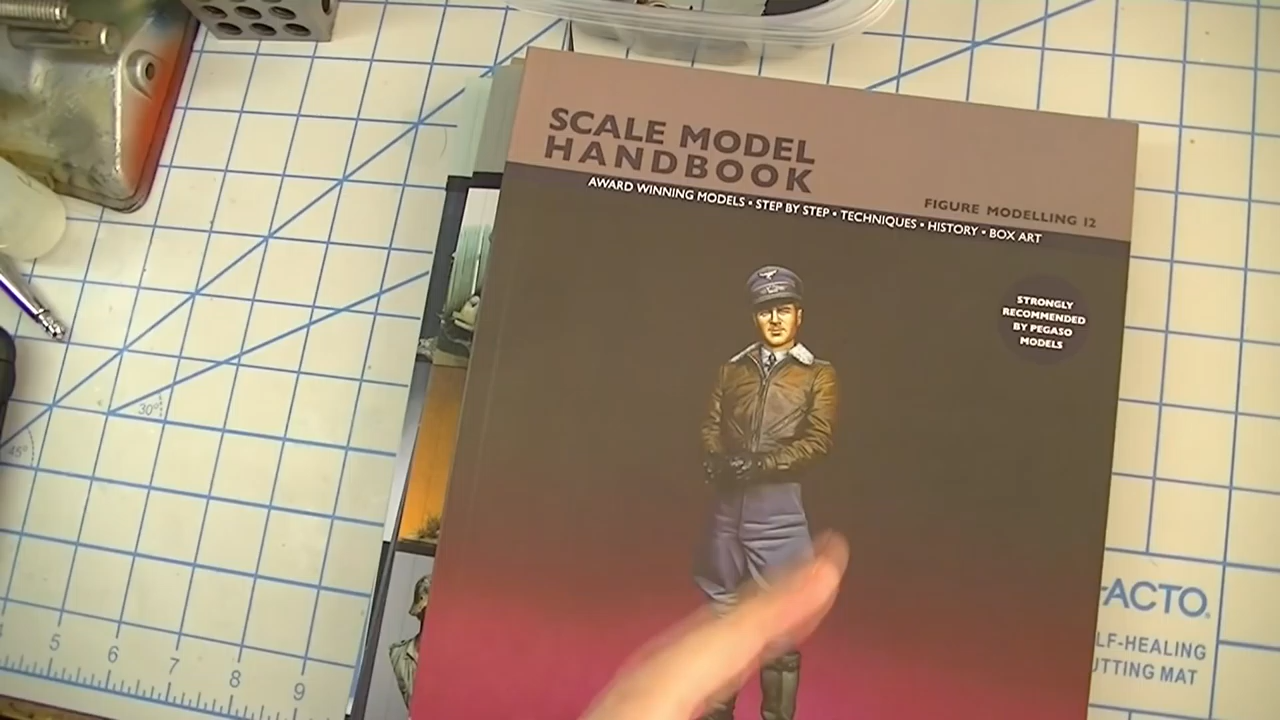 SCALE MODEL
HANDBOOK
AWARD WINNING MODELS • STEP BY STEP • TECHNIQUES • HISTORY • BOX ART
FIGURE MODELLING 12
STRONGLY
RECOMMENDED
BY PEGASO
MODELS
30°
45°
5 6 7 8 9
-ACTO®
LF-HEALING
UTTING MAT